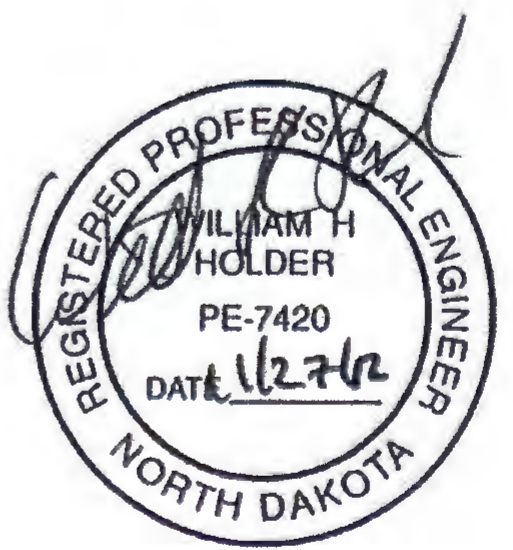 REGISTERED PROFESSIONAL ENGINEER
WILLIAM H
HOLDER
PE-7420
DATE 1/27/12
NORTH DAKOTA